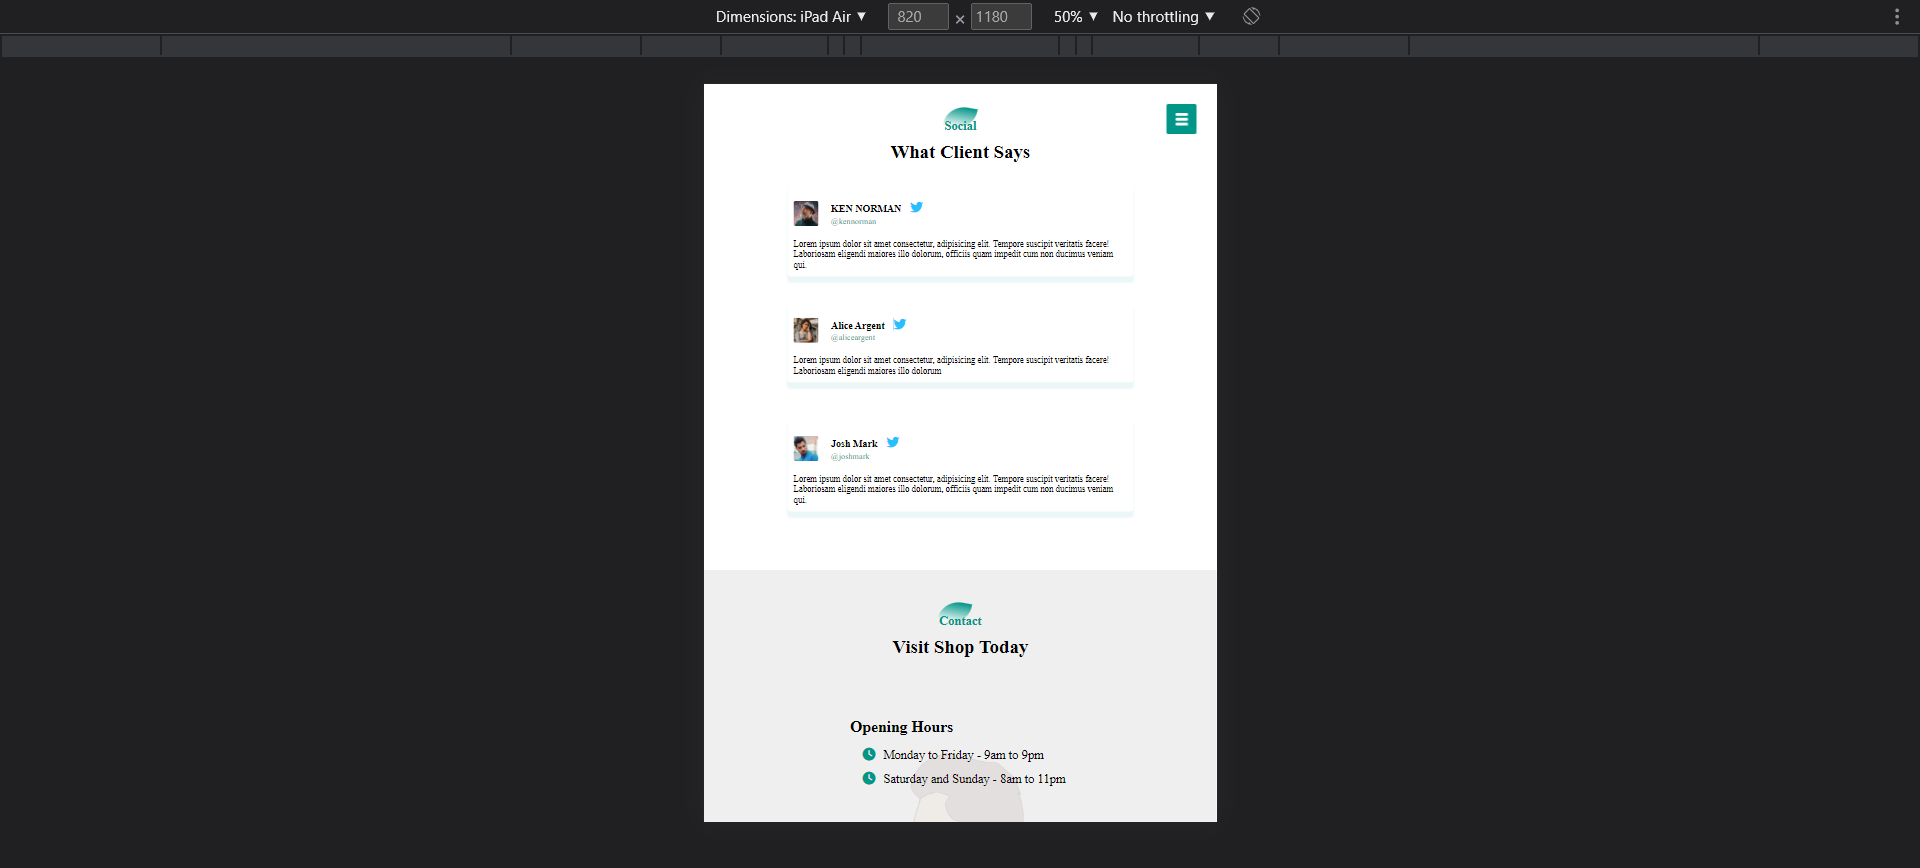 Dimensions: iPad Air ▼ 820 × 1180 50% ▼ No throttling ▼
Social
What Client Says
KEN NORMAN
@kennorman
Lorem ipsum dolor sit amet consectetur, adipisicing elit. Tempore suscipit veritatis facere!
Laboriosam eligendi maiores illo dolorum, officiis quam impedit cum non ducimus veniam
qui.
Alice Argent
@aliceargent
Lorem ipsum dolor sit amet consectetur, adipisicing elit. Tempore suscipit veritatis facere!
Laboriosam eligendi maiores illo dolorum
Josh Mark
@joshmark
Lorem ipsum dolor sit amet consectetur, adipisicing elit. Tempore suscipit veritatis facere!
Laboriosam eligendi maiores illo dolorum, officiis quam impedit cum non ducimus veniam
qui.
Contact
Visit Shop Today
Opening Hours
Monday to Friday - 9am to 9pm
Saturday and Sunday - 8am to 11pm